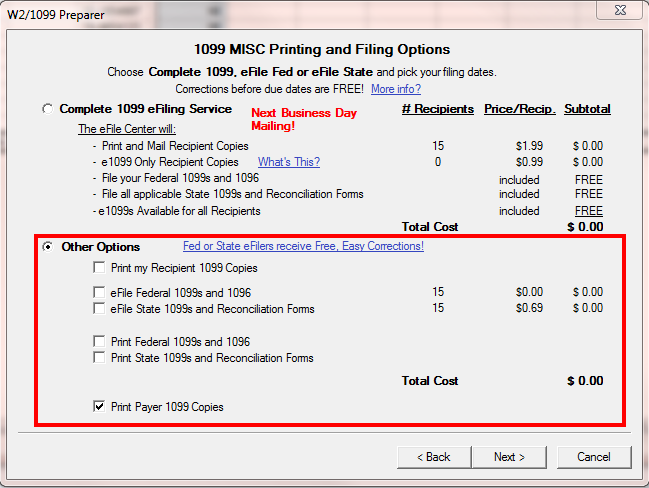 W2/1099 Preparer
1099 MISC Printing and Filing Options
Choose Complete 1099, eFile Fed or eFile State and pick your filing dates.
Corrections before due dates are FREE! More info?
Complete 1099 eFiling Service Next Business Day Mailing! # Recipients Price/Recip. Subtotal
The eFile Center will:
- Print and Mail Recipient Copies 15 $1.99 $ 0.00
- e1099 Only Recipient Copies What's This? 0 $0.99 $ 0.00
- File your Federal 1099s and 1096 included FREE
- File all applicable State 1099s and Reconciliation Forms included FREE
- e1099s Available for all Recipients included FREE
Total Cost $ 0.00
Other Options Fed or State eFilers receive Free, Easy Corrections!
Print my Recipient 1099 Copies
eFile Federal 1099s and 1096 15 $0.00 $ 0.00
eFile State 1099s and Reconciliation Forms 15 $0.69 $ 0.00
Print Federal 1099s and 1096
Print State 1099s and Reconciliation Forms
Total Cost $ 0.00
Print Payer 1099 Copies
< Back Next > Cancel